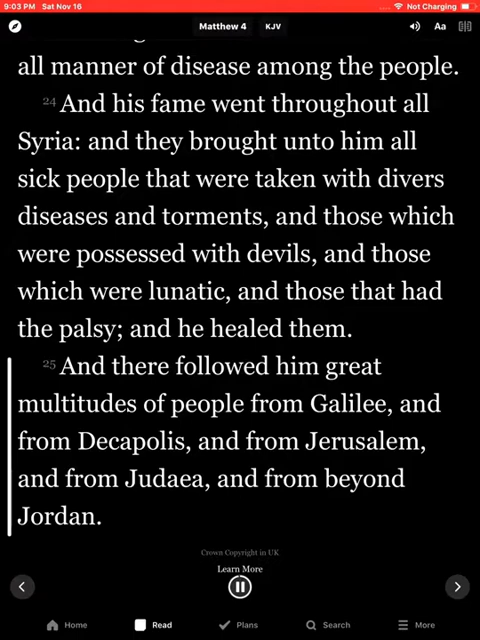 9:03 PM Sat Nov 16
Not Charging
Matthew 4
KJV
Aa
all manner of disease among the people.
24 And his fame went throughout all
Syria: and they brought unto him all
sick people that were taken with divers
diseases and torments, and those which
were possessed with devils, and those
which were lunatic, and those that had
the palsy; and he healed them.
25 And there followed him great
multitudes of people from Galilee, and
from Decapolis, and from Jerusalem,
and from Judaea, and from beyond
Jordan.
Crown Copyright in UK
Learn More
Home
Read
Plans
Search
More